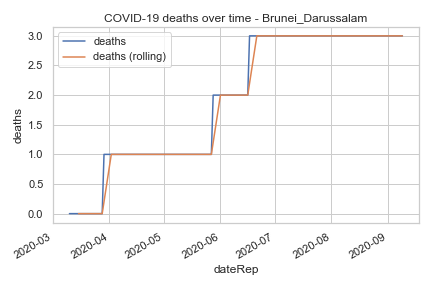 COVID-19 deaths over time - Brunei_Darussalam
deaths
deaths (rolling)
deaths
3.0
2.5
2.0
1.5
1.0
0.5
0.0
2020-03
2020-04
2020-05
2020-06
2020-07
2020-08
2020-09
dateRep